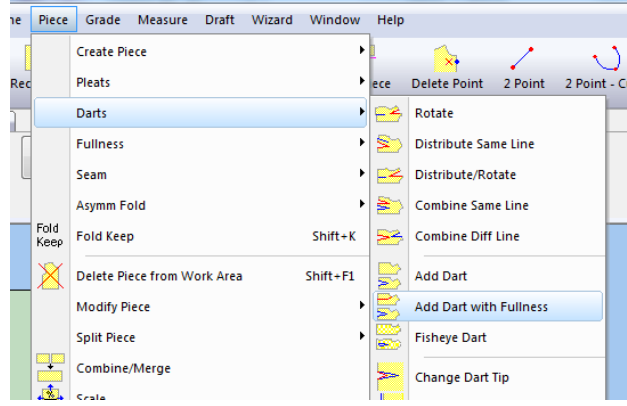 Piece Grade Measure Draft Wizard Window Help
Delete Point 2 Point 2 Point - C
Create Piece
Pleats
Darts
Fullness
Seam
Asymm Fold
Fold Keep
Fold Keep Shift+K
Delete Piece from Work Area Shift+F1
Modify Piece
Split Piece
Combine/Merge
Scale
Rotate
Distribute Same Line
Distribute/Rotate
Combine Same Line
Combine Diff Line
Add Dart
Add Dart with Fullness
Fisheye Dart
Change Dart Tip